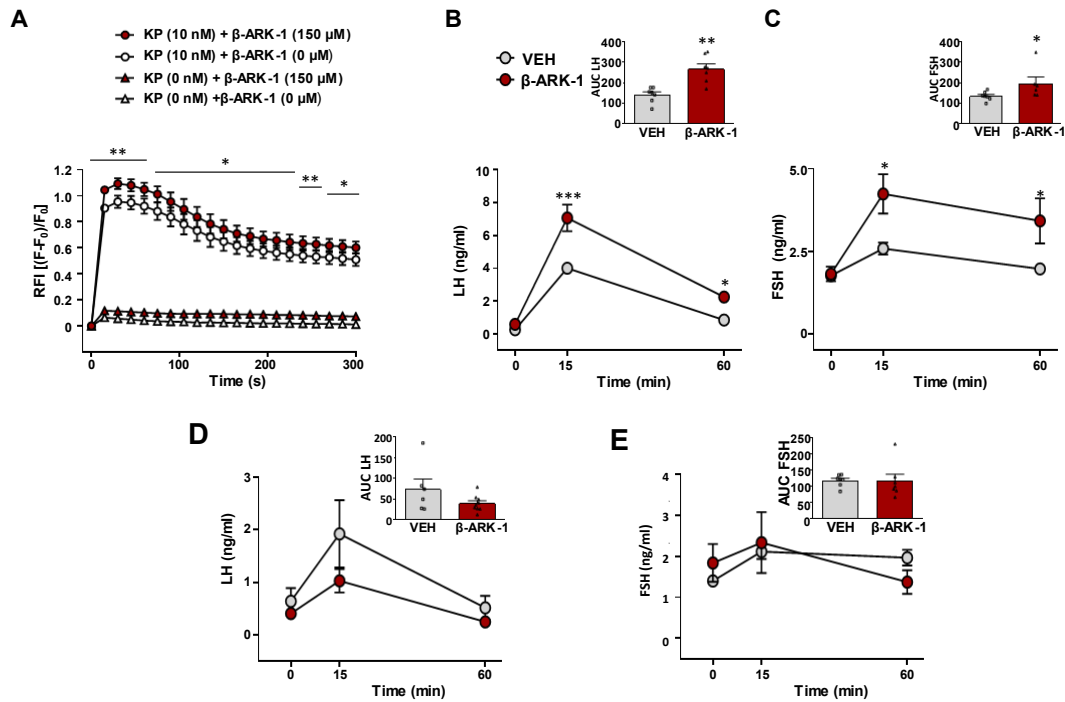 A
KP (10 nM) + β-ARK-1 (150 µM)
KP (10 nM) + β-ARK-1 (0 µM)
KP (0 nM) + β-ARK-1 (150 µM)
KP (0 nM) +β-ARK-1 (0 µM)
** * ** *
1.2
1.0
0.8
0.6
0.4
0.2
0
RFI [(F-F₀)/F₀]
0 100 200 300
Time (s)
B
VEH
β-ARK-1
400
300
200
100
0
AUC LH
**
VEH β-ARK-1
10
8
6
4
2
0
LH (ng/ml)
***
*
0 15 60
Time (min)
C
400
300
200
100
0
AUC FSH
*
VEH β-ARK-1
5.0
2.5
0
FSH (ng/ml)
*
*
0 15 60
Time (min)
D
200
150
100
50
0
AUC LH
VEH β-ARK-1
3
2
1
0
LH (ng/ml)
0 15 60
Time (min)
E
250
200
150
100
50
0
AUC FSH
VEH β-ARK-1
4
3
2
1
0
FSH (ng/ml)
0 15 60
Time (min)